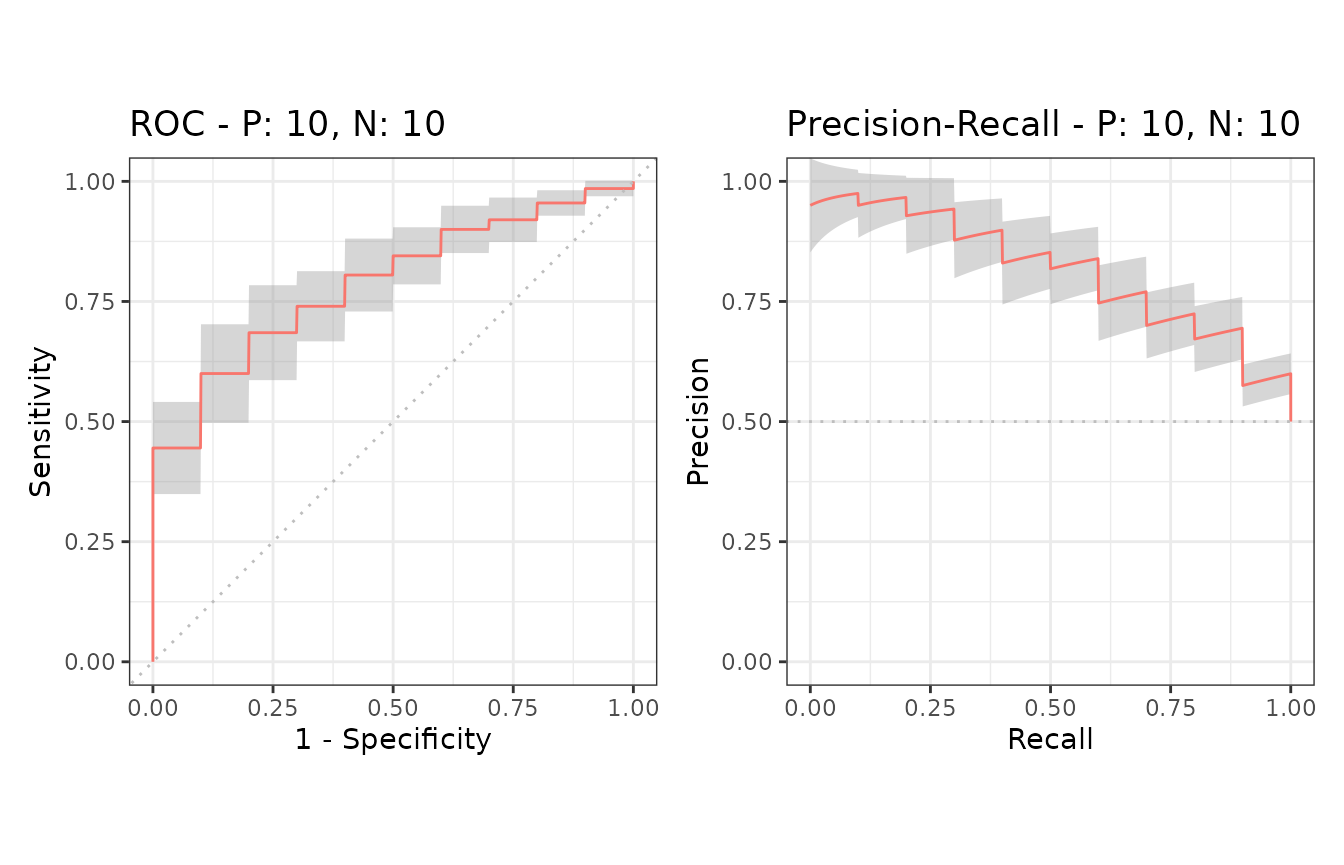 ROC - P: 10, N: 10
1.00
0.75
0.50
0.25
0.00
Sensitivity
0.00 0.25 0.50 0.75 1.00
1 - Specificity
Precision-Recall - P: 10, N: 10
1.00
0.75
0.50
0.25
0.00
Precision
0.00 0.25 0.50 0.75 1.00
Recall